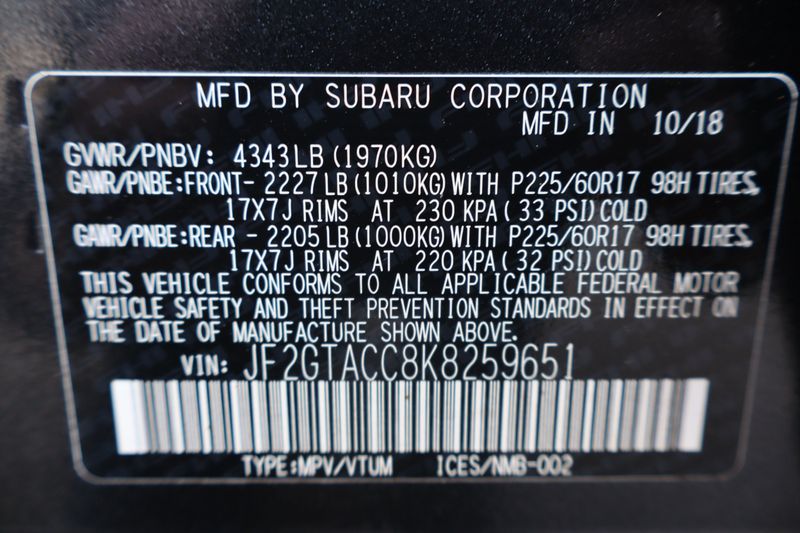 MFD BY SUBARU CORPORATION
MFD IN 10/18
GVWR/PNBV: 4343LB (1970KG)
GAWR/PNBE:FRONT- 2227 LB (1010KG) WITH P225/60R17 98H TIRES,
17X7J RIMS AT 230 KPA ( 33 PSI) COLD
GAWR/PNBE:REAR - 2205 LB (1000KG) WITH P225/60R17 98H TIRES,
17X7J RIMS AT 220 KPA ( 32 PSI) COLD
THIS VEHICLE CONFORMS TO ALL APPLICABLE FEDERAL MOTOR
VEHICLE SAFETY AND THEFT PREVENTION STANDARDS IN EFFECT ON
THE DATE OF MANUFACTURE SHOWN ABOVE.
VIN: JF2GTACC8K8259651
TYPE:MPV/VTUM ICES/NMB-002